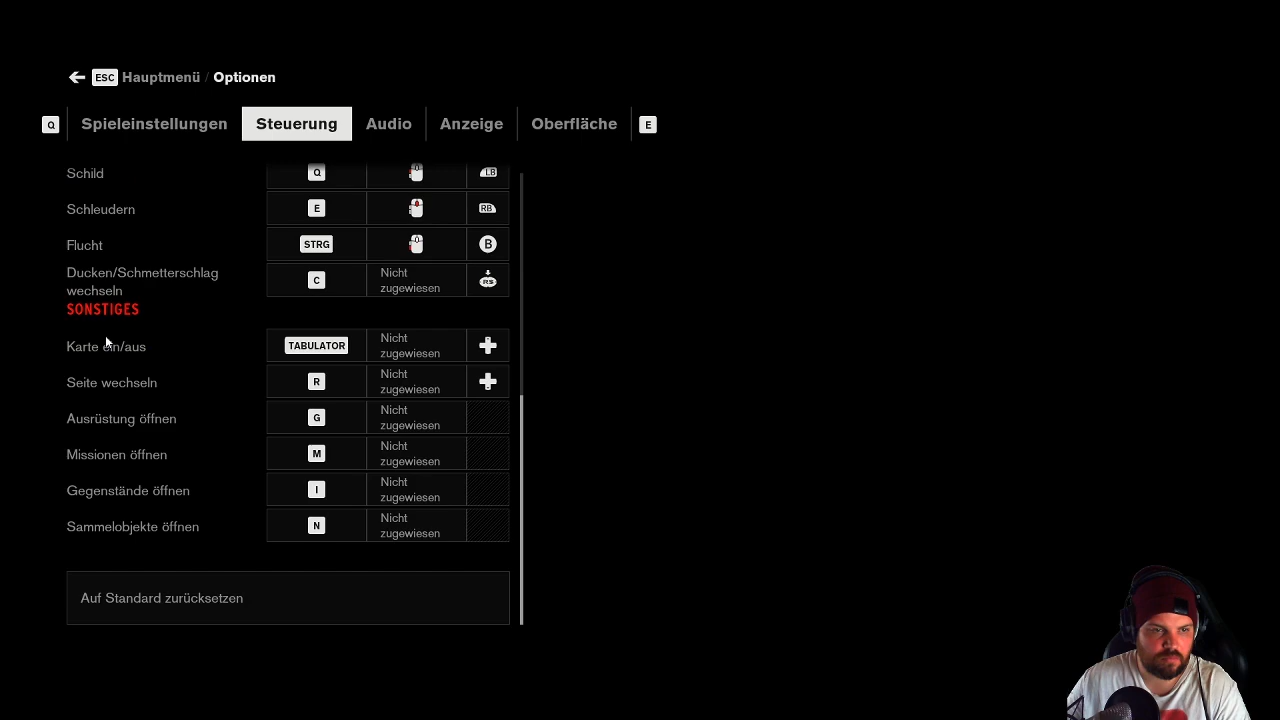 ESC Hauptmenü / Optionen
Q Spieleinstellungen Steuerung Audio Anzeige Oberfläche E
Schild Q LB
Schleudern E RB
Flucht STRG B
Ducken/Schmetterschlag
wechseln C Nicht
zugewiesen RS
SONSTIGES
Karte ein/aus TABULATOR Nicht
zugewiesen
Seite wechseln R Nicht
zugewiesen
Ausrüstung öffnen G Nicht
zugewiesen
Missionen öffnen M Nicht
zugewiesen
Gegenstände öffnen I Nicht
zugewiesen
Sammelobjekte öffnen N Nicht
zugewiesen
Auf Standard zurücksetzen